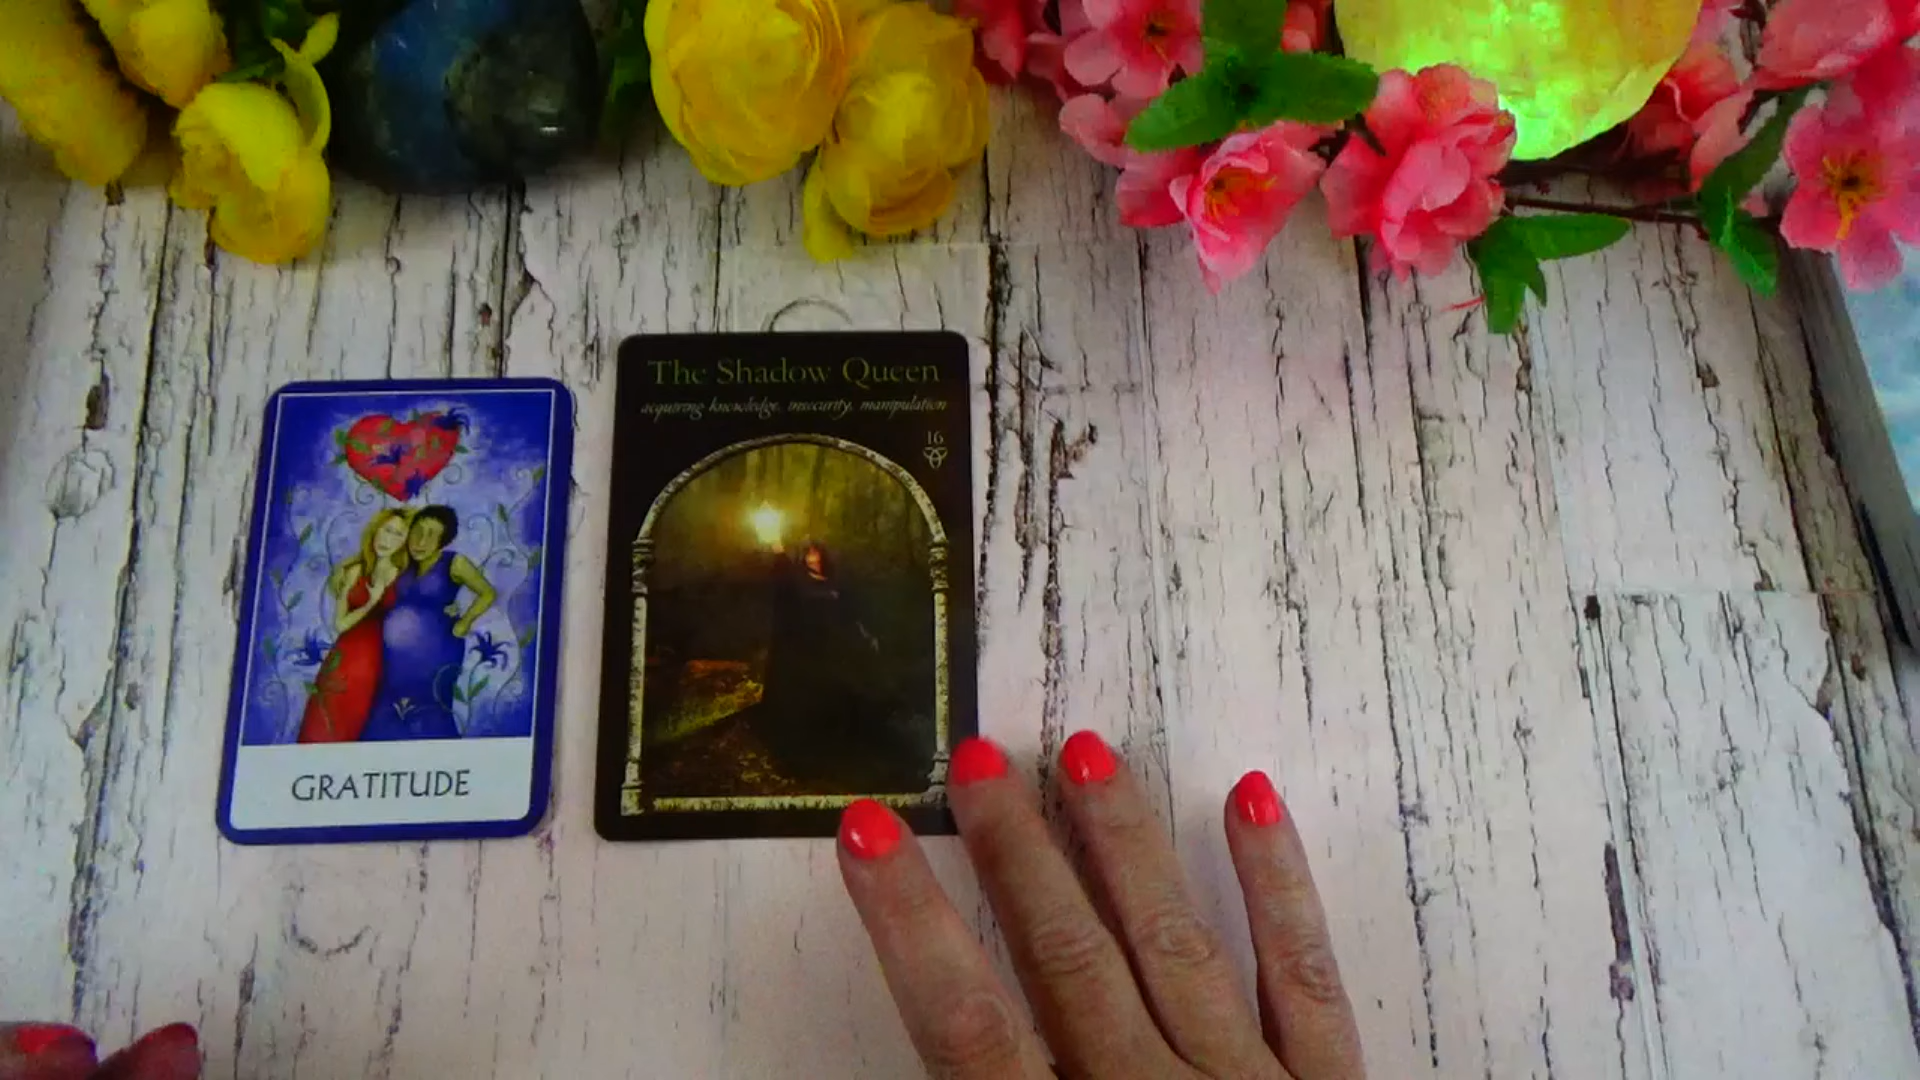 GRATITUDE
The Shadow Queen
acquiring knowledge, insecurity, manipulation
16